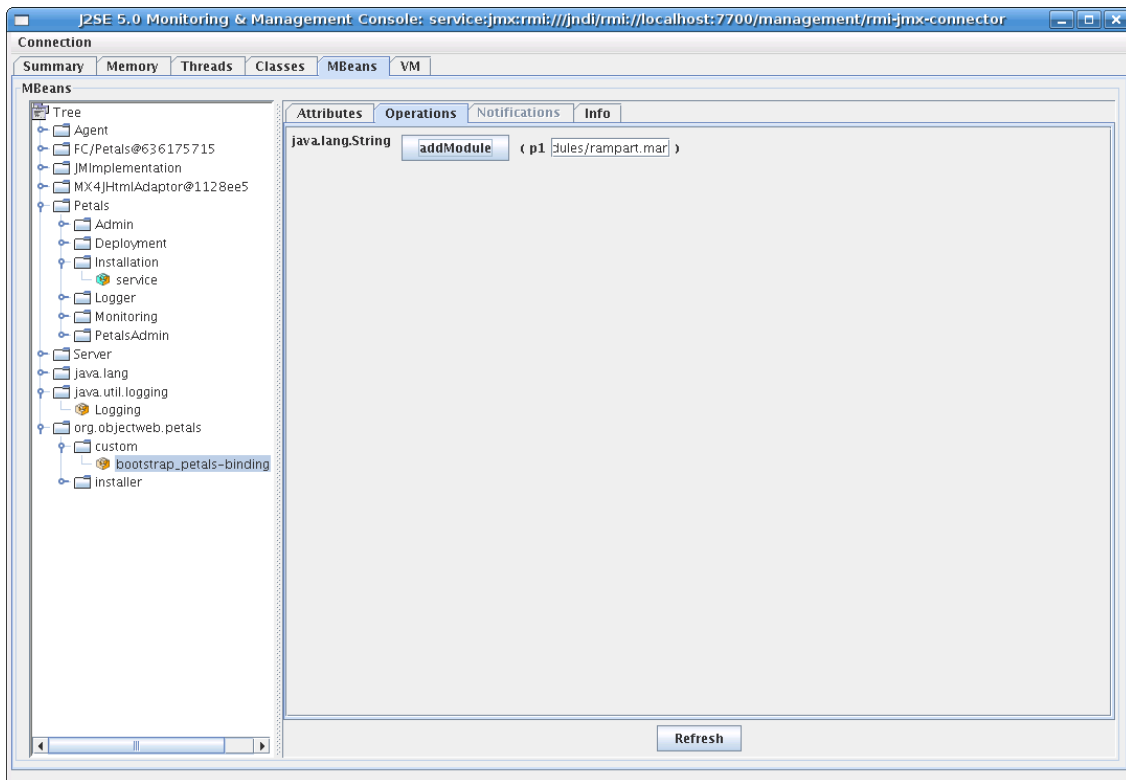 J2SE 5.0 Monitoring & Management Console: service:jmx:rmi:///jndi/rmi://localhost:7700/management/rmi-jmx-connector
Connection
Summary Memory Threads Classes MBeans VM
MBeans
Tree
Agent
FC/Petals@636175715
JMImplementation
MX4JHtmlAdaptor@1128ee5
Petals
Admin
Deployment
Installation
service
Logger
Monitoring
PetalsAdmin
Server
java.lang
java.util.logging
Logging
org.objectweb.petals
custom
bootstrap_petals-binding
installer
Attributes Operations Notifications Info
java.lang.String addModule ( p1 dules/rampart.mar )
Refresh